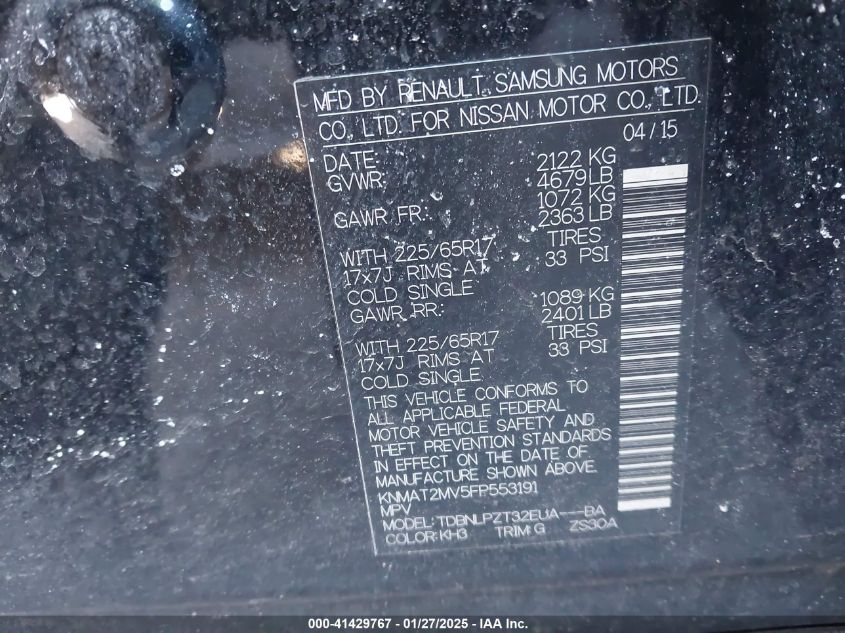 MFD BY RENAULT SAMSUNG MOTORS
CO., LTD. FOR NISSAN MOTOR CO., LTD.
04/15
DATE:
GVWR: 2122 KG
4679 LB
GAWR FR.: 1072 KG
2363 LB
WITH 225/65R17 TIRES
17x7J RIMS AT 33 PSI
COLD SINGLE
GAWR RR.: 1089 KG
2401 LB
WITH 225/65R17 TIRES
17x7J RIMS AT 33 PSI
COLD SINGLE
THIS VEHICLE CONFORMS TO
ALL APPLICABLE FEDERAL
MOTOR VEHICLE SAFETY AND
THEFT PREVENTION STANDARDS
IN EFFECT ON THE DATE OF
MANUFACTURE SHOWN ABOVE.
KNMAT2MV5FP553191
MPV
MODEL: TDBNLPZT32EUA---BA
COLOR: KH3 TRIM: G ZS30A
000-41429767 - 01/27/2025 - IAA Inc.